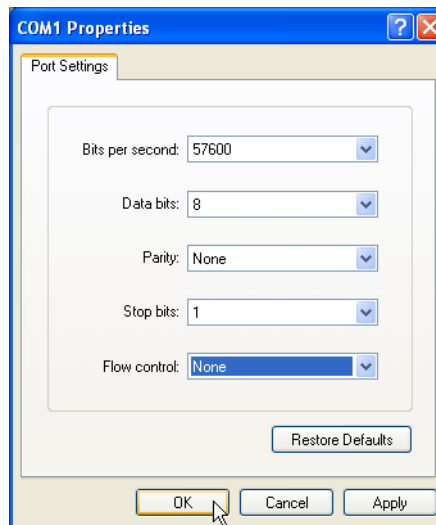 COM1 Properties
Port Settings
Bits per second: 57600
Data bits: 8
Parity: None
Stop bits: 1
Flow control: None
Restore Defaults
OK Cancel Apply